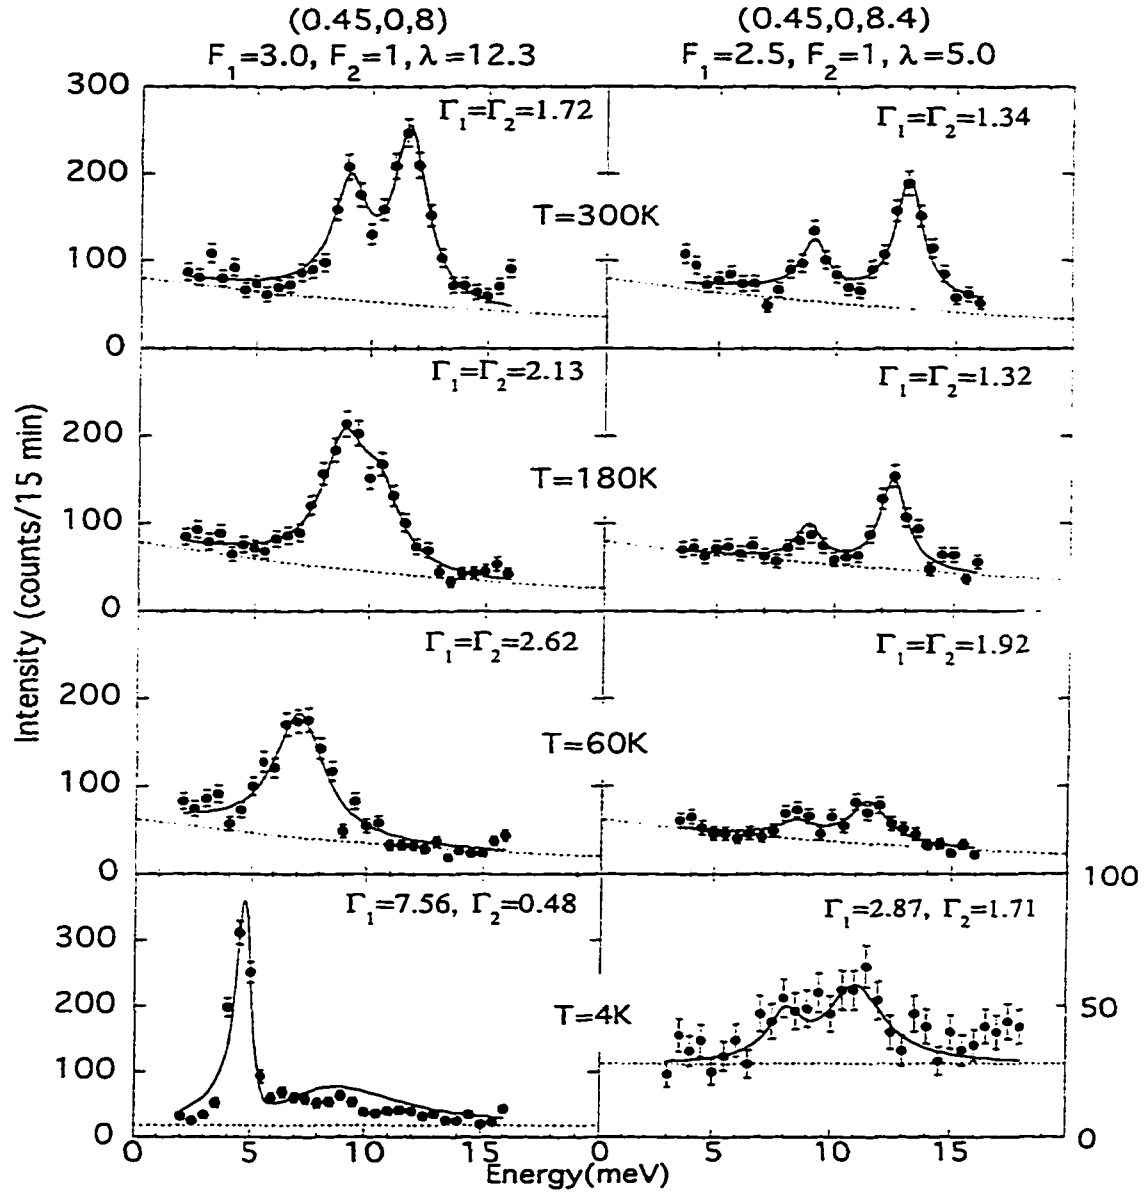 (0.45,0,8)
F₁=3.0, F₂=1, λ=12.3
(0.45,0,8.4)
F₁=2.5, F₂=1, λ=5.0
300
200
100
0
Γ₁=Γ₂=1.72
T=300K
Γ₁=Γ₂=1.34
200
100
0
Γ₁=Γ₂=2.13
T=180K
Γ₁=Γ₂=1.32
Intensity (counts/15 min)
200
100
0
Γ₁=Γ₂=2.62
T=60K
Γ₁=Γ₂=1.92
300
200
100
0
Γ₁=7.56, Γ₂=0.48
T=4K
Γ₁=2.87, Γ₂=1.71
100
50
0
0 5 10 15 0 5 10 15
Energy(meV)